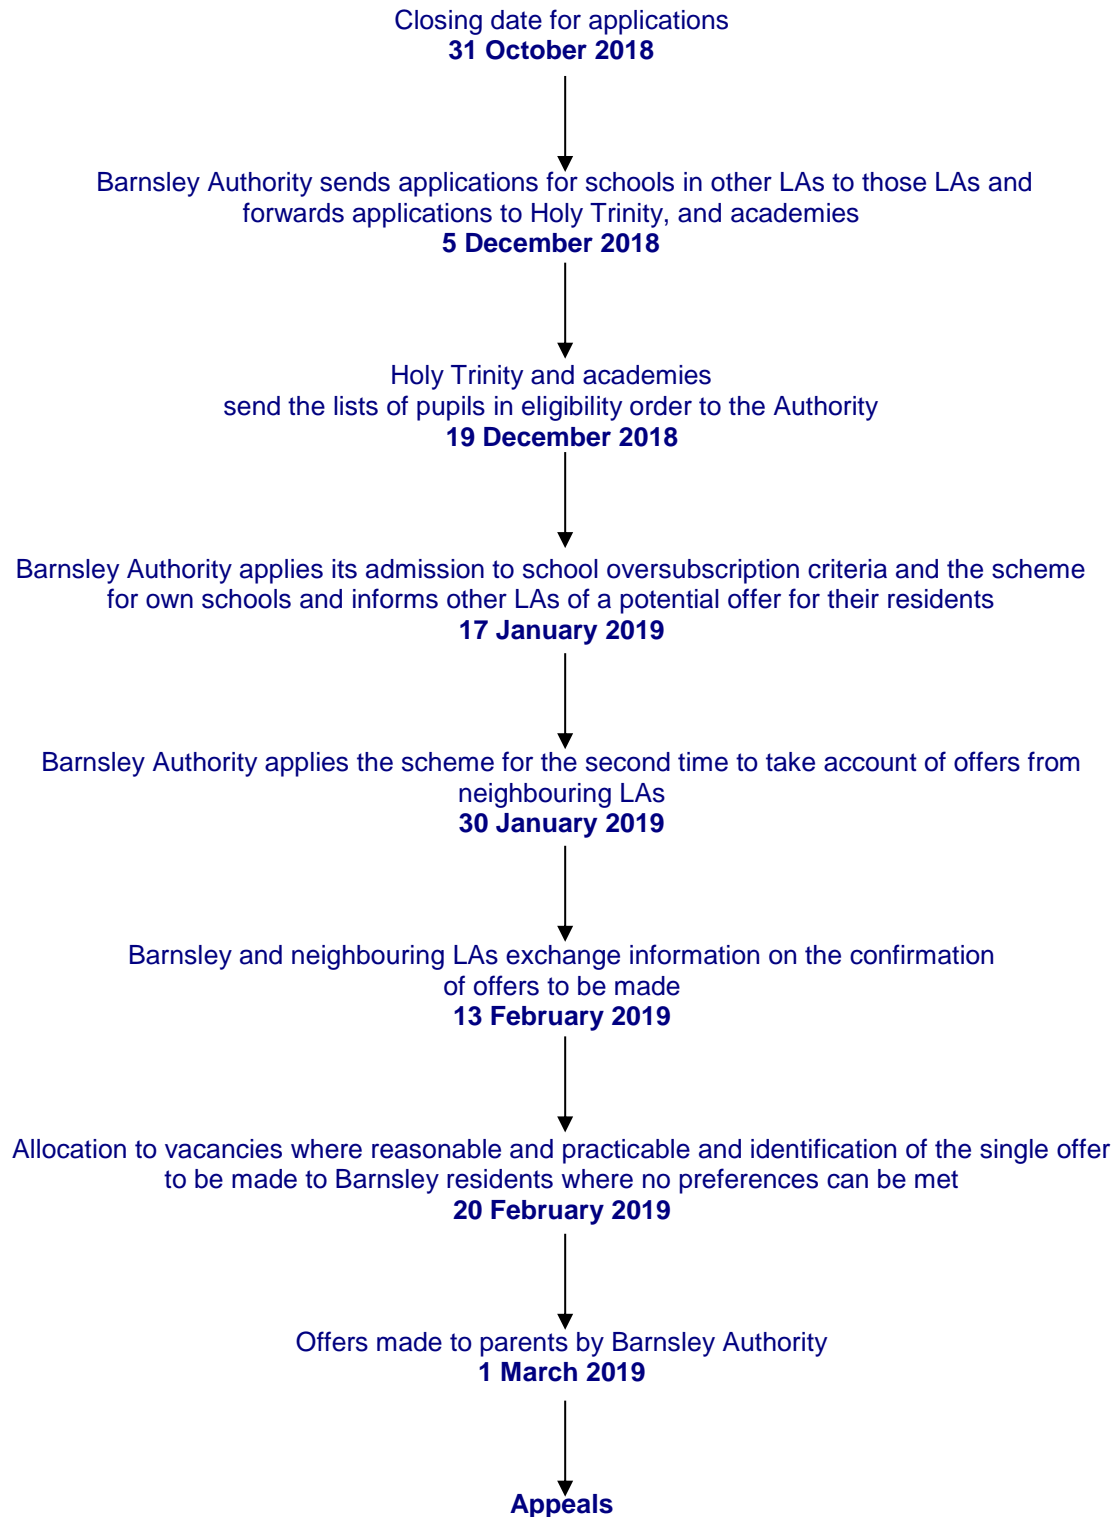 Closing date for applications
31 October 2018
Barnsley Authority sends applications for schools in other LAs to those LAs and
forwards applications to Holy Trinity, and academies
5 December 2018
Holy Trinity and academies
send the lists of pupils in eligibility order to the Authority
19 December 2018
Barnsley Authority applies its admission to school oversubscription criteria and the scheme
for own schools and informs other LAs of a potential offer for their residents
17 January 2019
Barnsley Authority applies the scheme for the second time to take account of offers from
neighbouring LAs
30 January 2019
Barnsley and neighbouring LAs exchange information on the confirmation
of offers to be made
13 February 2019
Allocation to vacancies where reasonable and practicable and identification of the single offer
to be made to Barnsley residents where no preferences can be met
20 February 2019
Offers made to parents by Barnsley Authority
1 March 2019
Appeals